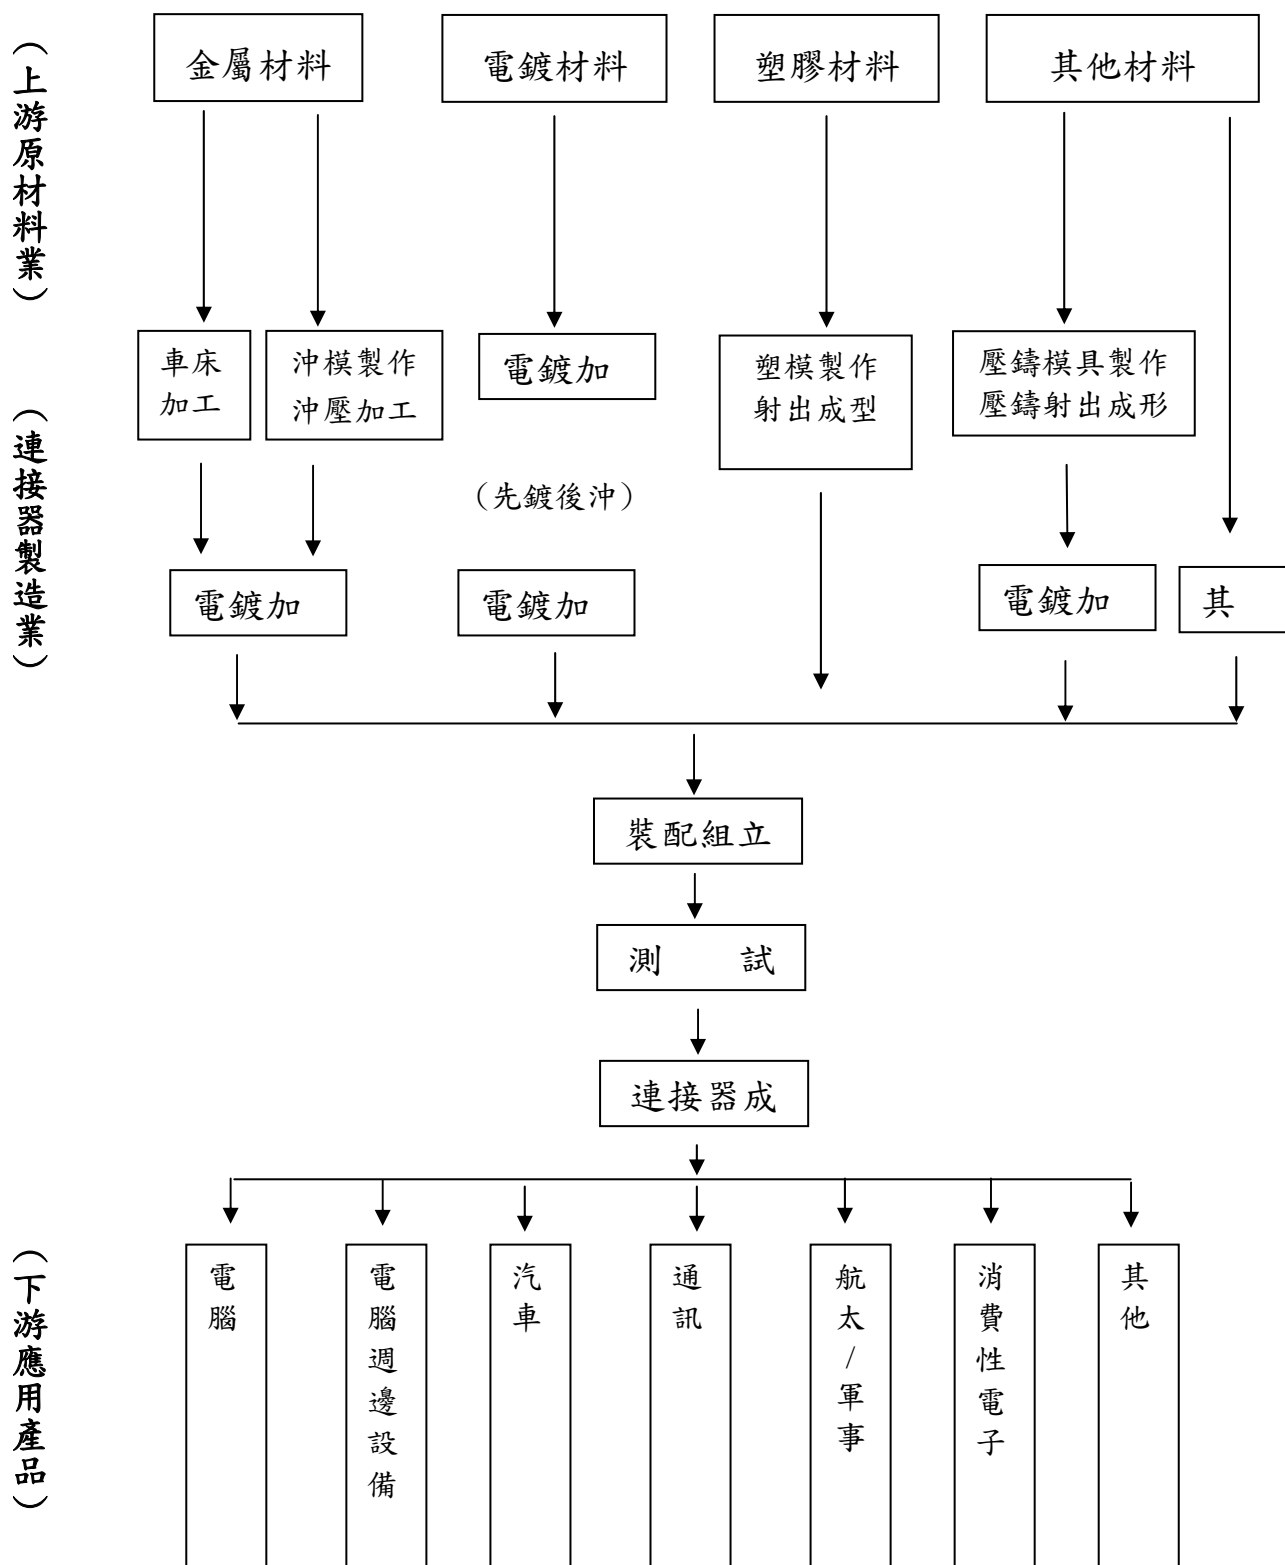 （上游原材料業）
金屬材料
電鍍材料
塑膠材料
其他材料
（連接器製造業）
車床
加工
沖模製作
沖壓加工
電鍍加
塑模製作
射出成型
壓鑄模具製作
壓鑄射出成形
（先鍍後沖）
電鍍加
電鍍加
電鍍加
其
裝配組立
測 試
連接器成
（下游應用產品）
電腦
電腦週邊設備
汽車
通訊
航太/軍事
消費性電子
其他